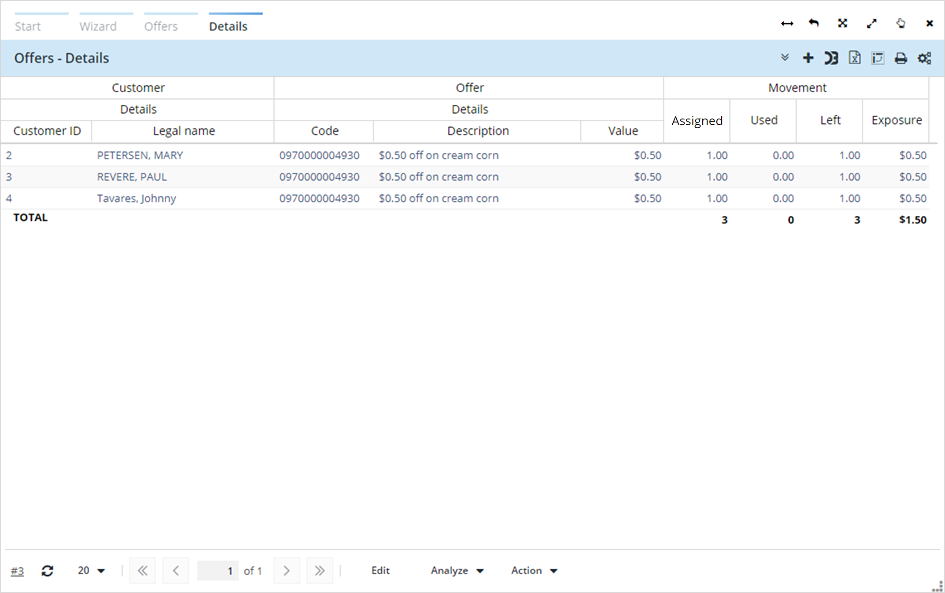 Start Wizard Offers Details
Offers - Details
Customer Offer Movement
Details Details
Assigned Used Left Exposure
Customer ID Legal name Code Description Value
2 PETERSEN, MARY 0970000004930 $0.50 off on cream corn $0.50 1.00 0.00 1.00 $0.50
3 REVERE, PAUL 0970000004930 $0.50 off on cream corn $0.50 1.00 0.00 1.00 $0.50
4 Tavares, Johnny 0970000004930 $0.50 off on cream corn $0.50 1.00 0.00 1.00 $0.50
TOTAL 3 0 3 $1.50
#3 20 1 of 1 Edit Analyze Action